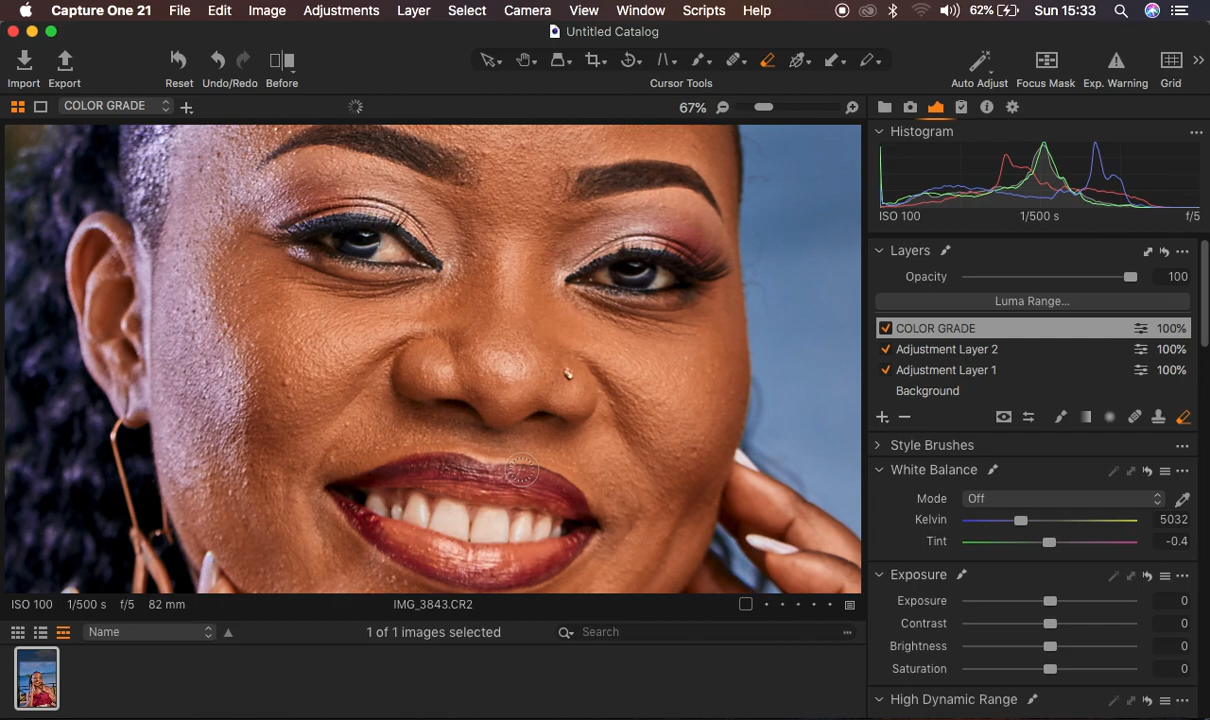 Capture One 21 File Edit Image Adjustments Layer Select Camera View Window Scripts Help 62% Sun 15:33
Untitled Catalog
Import Export Reset Undo/Redo Before Cursor Tools Auto Adjust Focus Mask Exp. Warning Grid
COLOR GRADE 67%
Histogram
ISO 100 1/500 s f/5
Layers
Opacity 100
Luma Range...
COLOR GRADE 100%
Adjustment Layer 2 100%
Adjustment Layer 1 100%
Background
Style Brushes
White Balance
Mode Off
Kelvin 5032
Tint -0.4
Exposure
Exposure 0
Contrast 0
Brightness 0
Saturation 0
High Dynamic Range
ISO 100 1/500 s f/5 82 mm IMG_3843.CR2
Name 1 of 1 images selected Search